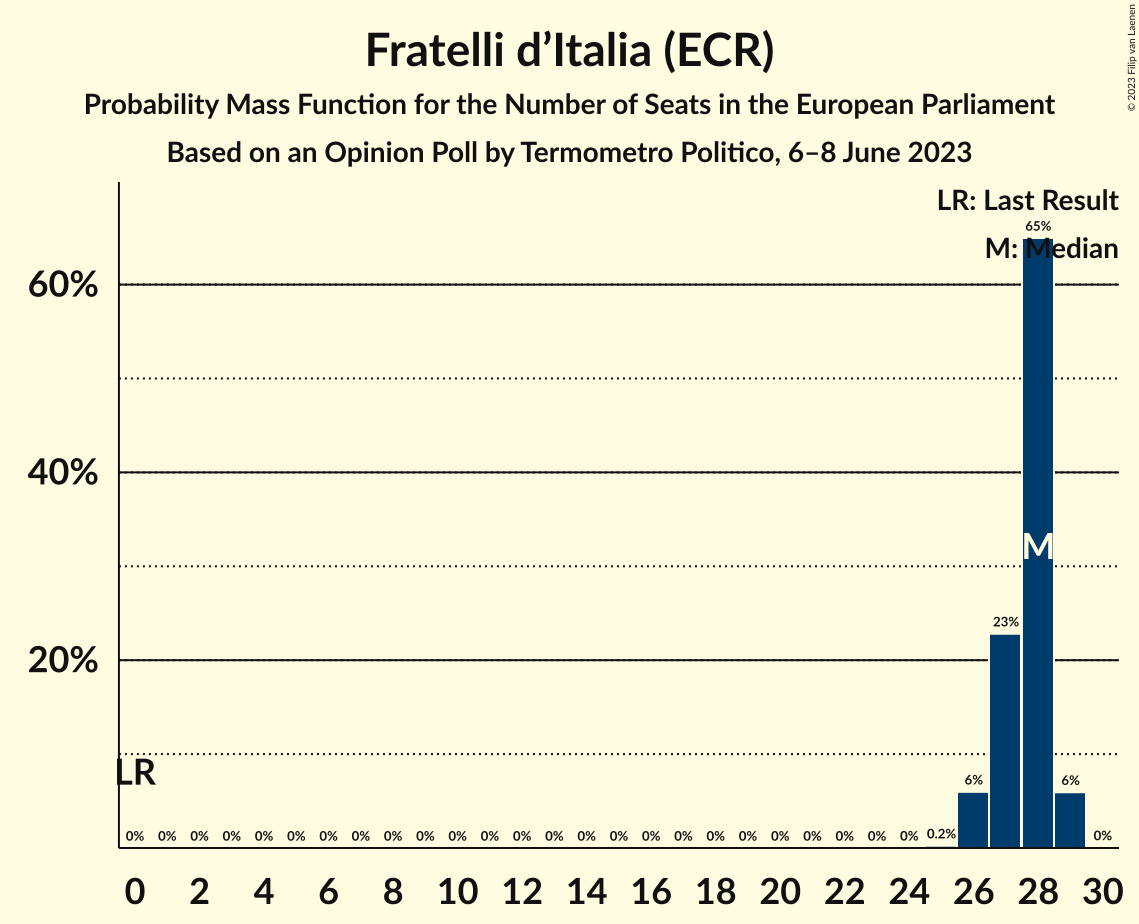 Fratelli d’Italia (ECR)
Probability Mass Function for the Number of Seats in the European Parliament
Based on an Opinion Poll by Termometro Politico, 6–8 June 2023
© 2023 Filip van Laenen
LR: Last Result
M: Median
65%
60%
40%
M
23%
20%
LR
6%
6%
0% 0% 0% 0% 0% 0% 0% 0% 0% 0% 0% 0% 0% 0% 0% 0% 0% 0% 0% 0% 0% 0% 0% 0% 0% 0.2% 0%
0 2 4 6 8 10 12 14 16 18 20 22 24 26 28 30